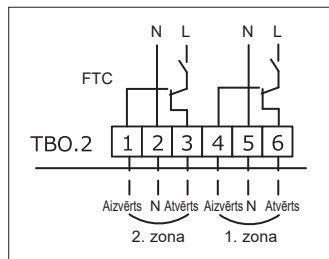 N L N L
FTC
TBO.2 1 2 3 4 5 6
Aizvērts N Atvērts Aizvērts N Atvērts
2. zona 1. zona